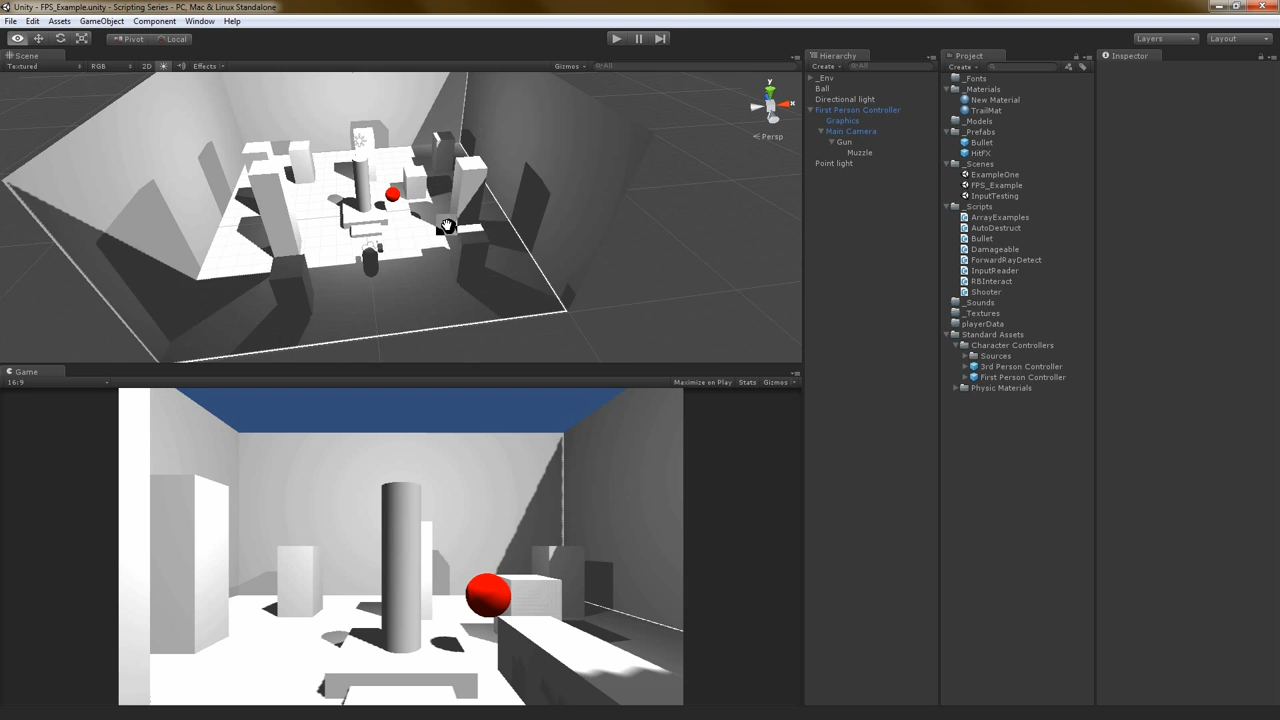 Unity - FPS_Example.unity - Scripting Series - PC, Mac & Linux Standalone
File Edit Assets GameObject Component Window Help
Pivot Local Layers Layout
Scene
Textured RGB 2D Effects Gizmos All
y
x
Persp
Game
16:9 Maximize on Play Stats Gizmos
Hierarchy
Create All
_Env
Ball
Directional light
First Person Controller
Graphics
Main Camera
Gun
Muzzle
Point light
Project
Create
_Fonts
_Materials
New Material
TrailMat
_Models
_Prefabs
Bullet
HitFX
_Scenes
ExampleOne
FPS_Example
InputTesting
_Scripts
ArrayExamples
AutoDestruct
Bullet
Damageable
ForwardRayDetect
InputReader
RBInteract
Shooter
_Sounds
_Textures
playerData
Standard Assets
Character Controllers
Sources
3rd Person Controller
First Person Controller
Physic Materials
Inspector